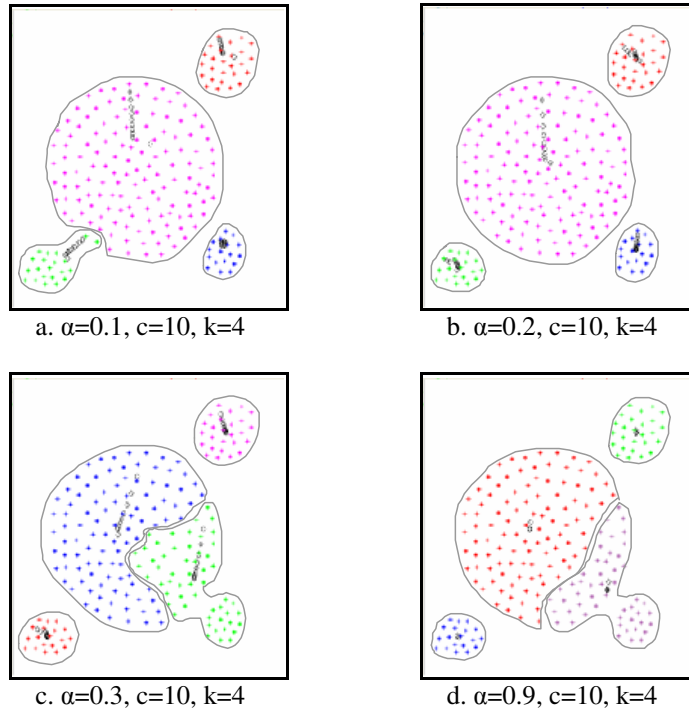 a. α=0.1, c=10, k=4
b. α=0.2, c=10, k=4
c. α=0.3, c=10, k=4
d. α=0.9, c=10, k=4